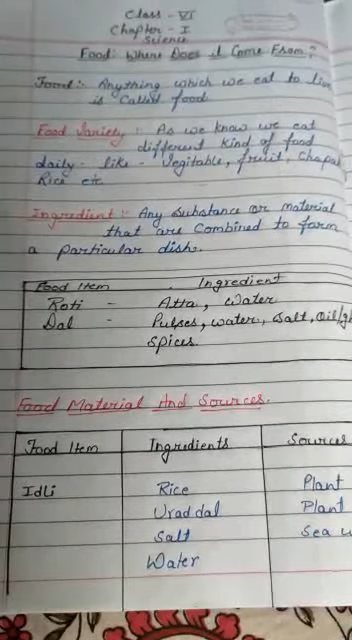 Class - VI
Chapter - I
Science
Food: Where Does it Come From?
Food:- Anything which we eat to live
is called food
Food Variety:- As we know we eat
different kind of food
daily - like - Vegitable, fruit, Chapa
Rice etc
Ingredient:- Any substance or material
that are combined to form
a particular dish.
Food Item Ingredient
Roti - Atta, water
Dal - Pulses, water, salt, Oil/g
Spices.
Food Material And Sources.
Food Item Ingredients Sources
Idli Rice Plant
Urad dal Plant
Salt Sea
Water